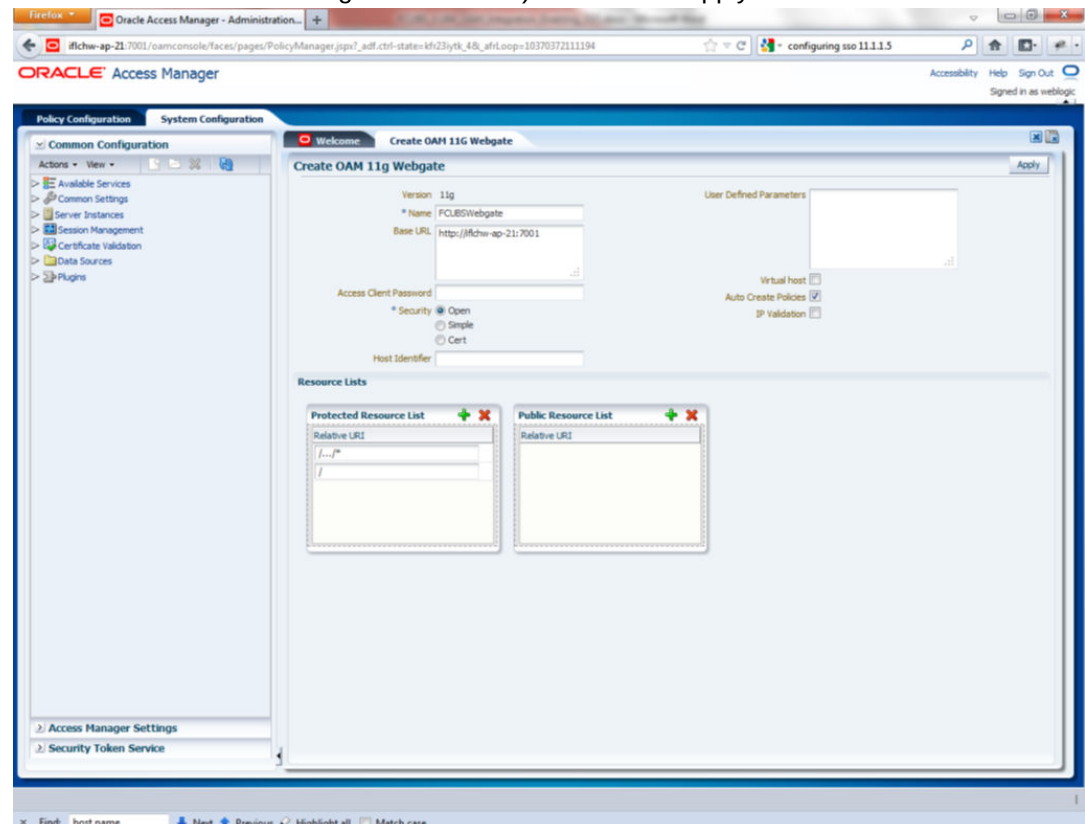 Firefox
Oracle Access Manager - Administration...
iflchw-ap-21:7001/oamconsole/faces/pages/PolicyManager.jspx?_adf.ctrl-state=kfr23iytk_4&_afrLoop=10370372111194
configuring sso 11.1.1.5
ORACLE Access Manager
Accessibility Help Sign Out
Signed in as weblogic
Policy Configuration System Configuration
Common Configuration
Welcome Create OAM 11G Webgate
Actions View
Create OAM 11g Webgate Apply
Available Services
Common Settings
Server Instances
Session Management
Certificate Validation
Data Sources
Plugins
Version 11g
* Name FCUBSWebgate
Base URL http://iflchw-ap-21:7001
Access Client Password
* Security Open
Simple
Cert
Host Identifier
User Defined Parameters
Virtual host
Auto Create Policies
IP Validation
Resource Lists
Protected Resource List Public Resource List
Relative URI Relative URI
/.../*
/
Access Manager Settings
Security Token Service
Find: host name Next Previous Highlight all Match case